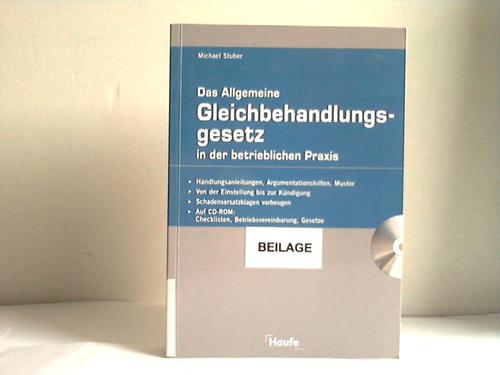 Michael Stuber
Das Allgemeine
Gleichbehandlungs-
gesetz
in der betrieblichen Praxis
▸ Handlungsanleitungen, Argumentationshilfen, Muster
▸ Von der Einstellung bis zur Kündigung
▸ Schadensersatzklagen vorbeugen
▸ Auf CD-ROM:
Checklisten, Betriebsvereinbarung, Gesetze
BEILAGE
Haufe